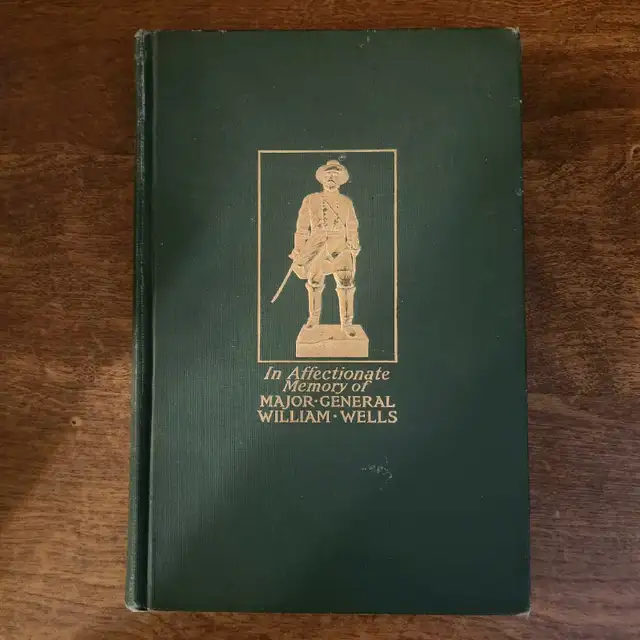 In Affectionate
Memory of
MAJOR·GENERAL
WILLIAM·WELLS